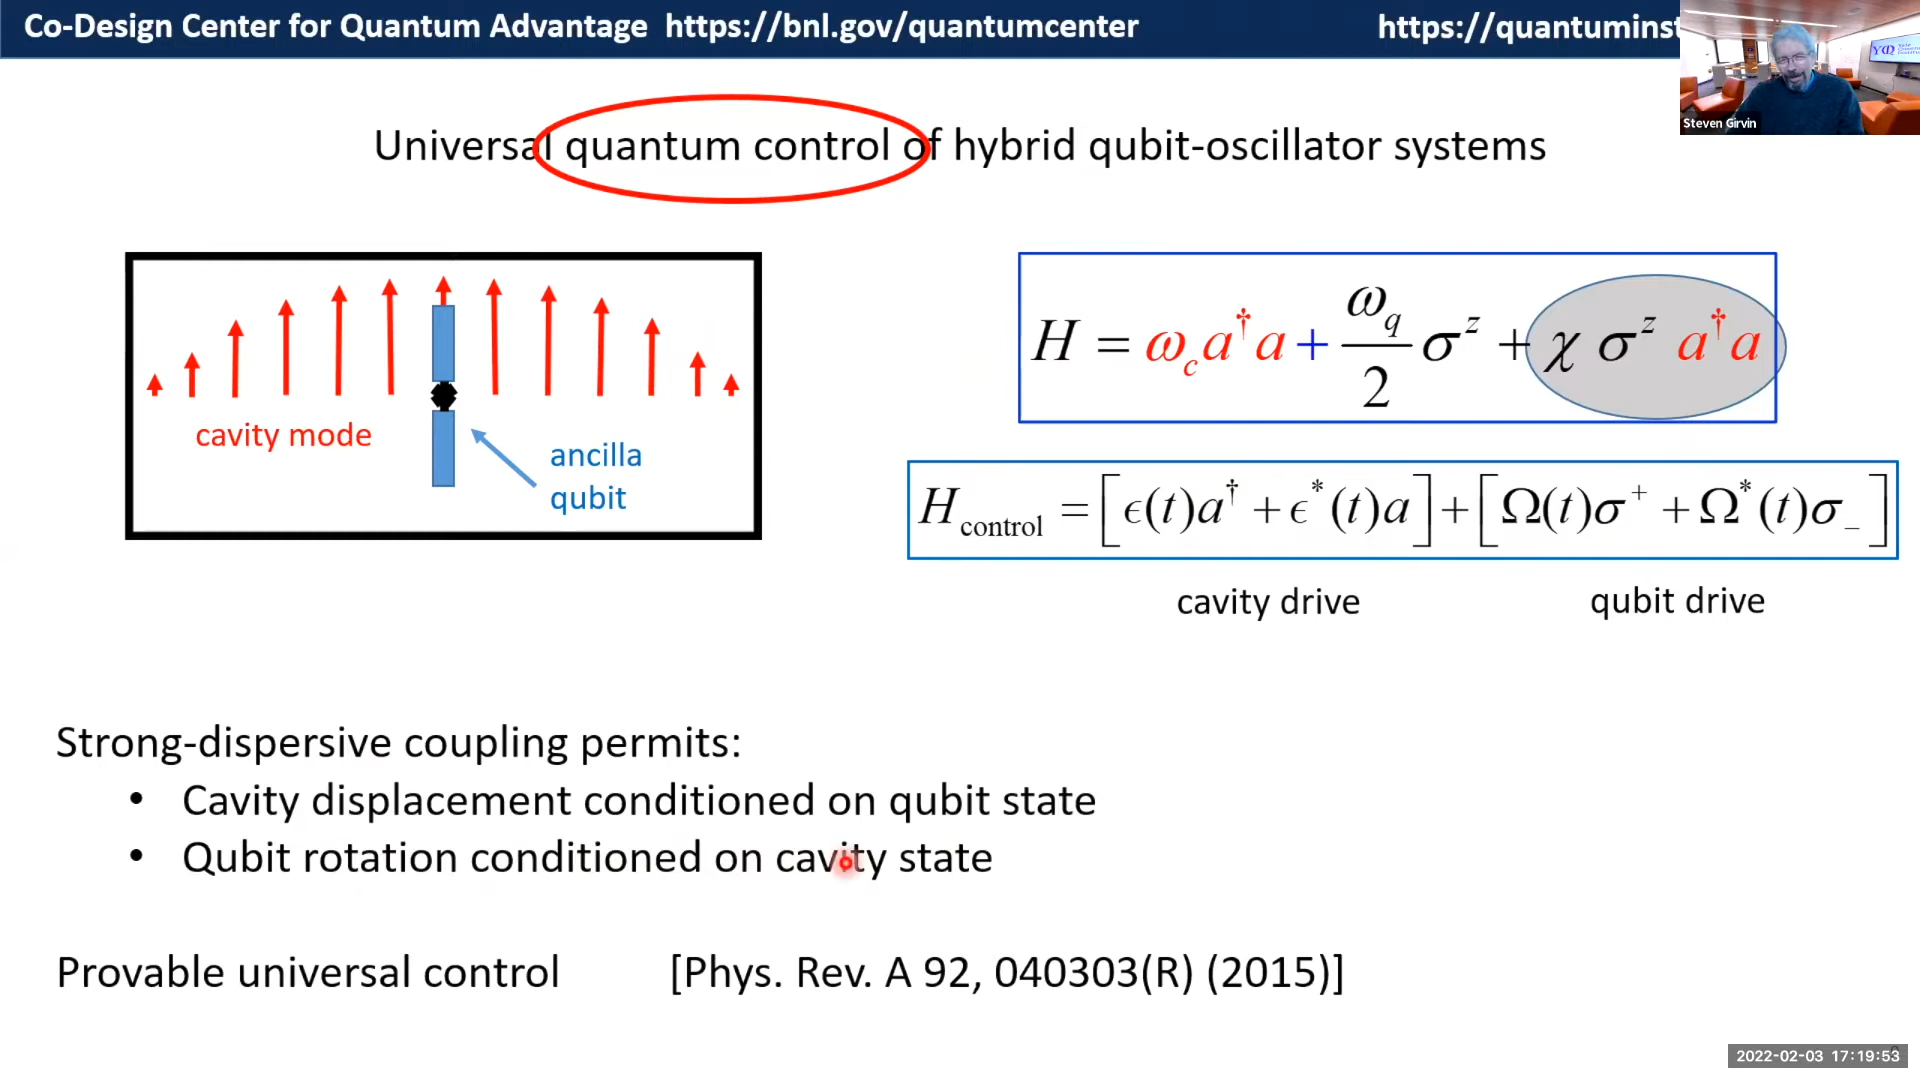 Co-Design Center for Quantum Advantage https://bnl.gov/quantumcenter https://quantuminst
Steven Girvin
Universal quantum control of hybrid qubit-oscillator systems
cavity mode
ancilla
qubit
H = ω_c a†a + ω_q/2 σ^z + χ σ^z a†a
H_control = [ϵ(t)a† + ϵ*(t)a] + [Ω(t)σ^+ + Ω*(t)σ_−]
cavity drive qubit drive
Strong-dispersive coupling permits:
• Cavity displacement conditioned on qubit state
• Qubit rotation conditioned on cavity state
Provable universal control [Phys. Rev. A 92, 040303(R) (2015)]
2022-02-03 17:19:53